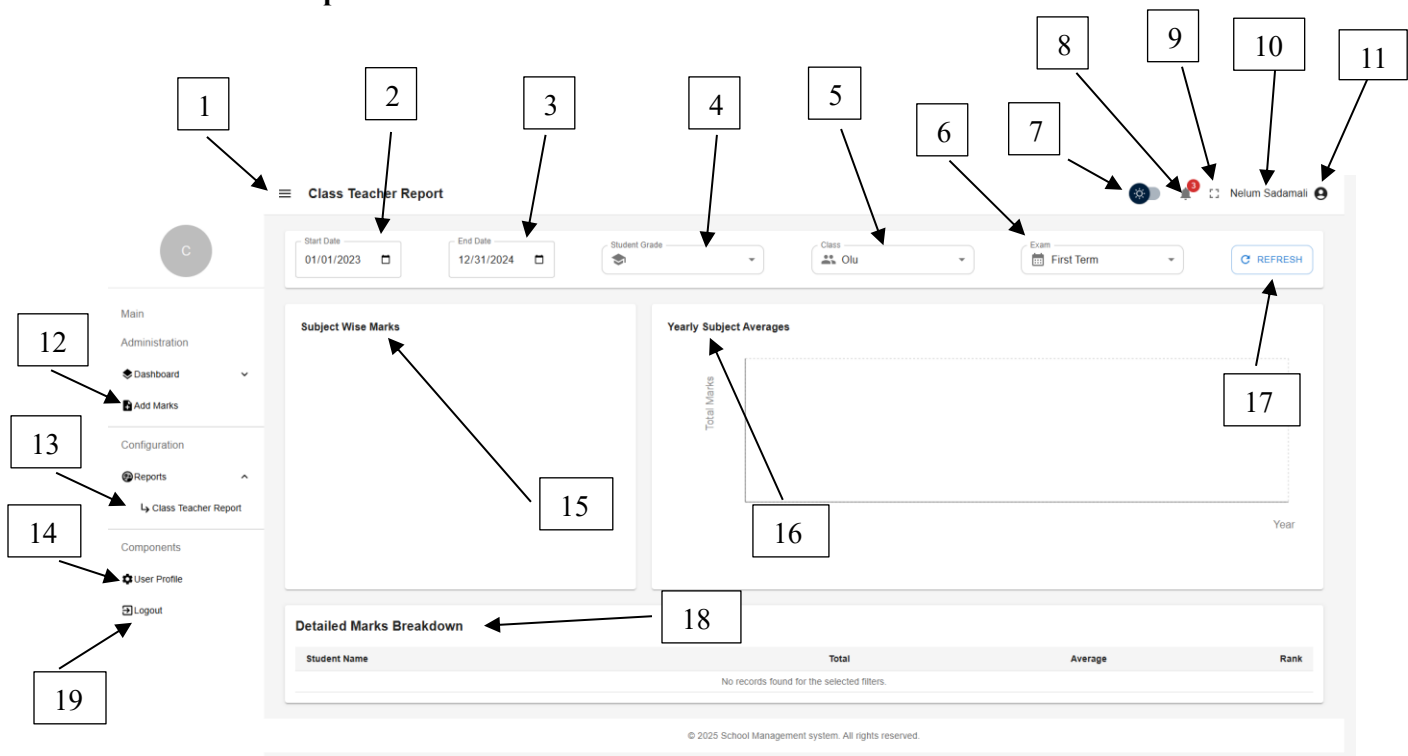 1
2
3
4
5
6
7
8
9
10
11
Class Teacher Report
3
Nelum Sadamali
C
Start Date
01/01/2023
End Date
12/31/2024
Student Grade
Class
Olu
Exam
First Term
REFRESH
Main
Administration
Dashboard
Add Marks
Configuration
Reports
Class Teacher Report
Components
User Profile
Logout
12
13
14
19
Subject Wise Marks
15
Yearly Subject Averages
Total Marks
Year
16
17
Detailed Marks Breakdown
18
Student Name Total Average Rank
No records found for the selected filters.
© 2025 School Management system. All rights reserved.